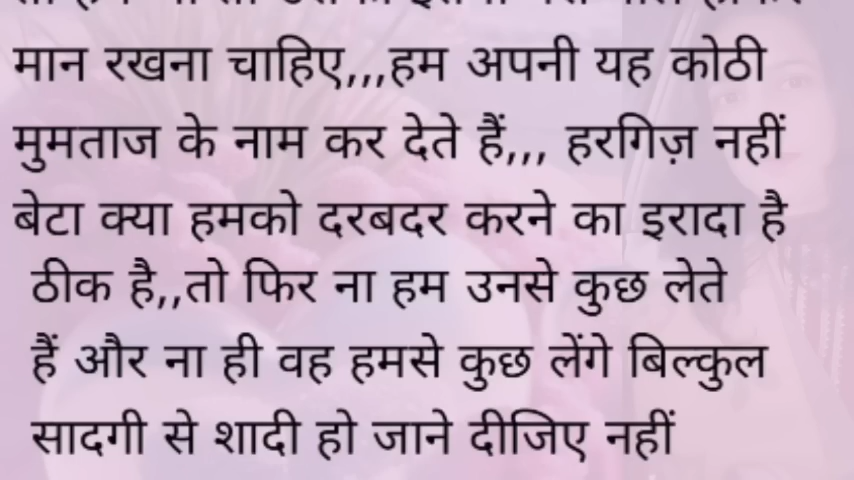 मान रखना चाहिए,,,हम अपनी यह कोठी
मुमताज के नाम कर देते हैं,,, हरगिज़ नहीं
बेटा क्या हमको दरबदर करने का इरादा है
ठीक है,,तो फिर ना हम उनसे कुछ लेते
हैं और ना ही वह हमसे कुछ लेंगे बिल्कुल
सादगी से शादी हो जाने दीजिए नहीं